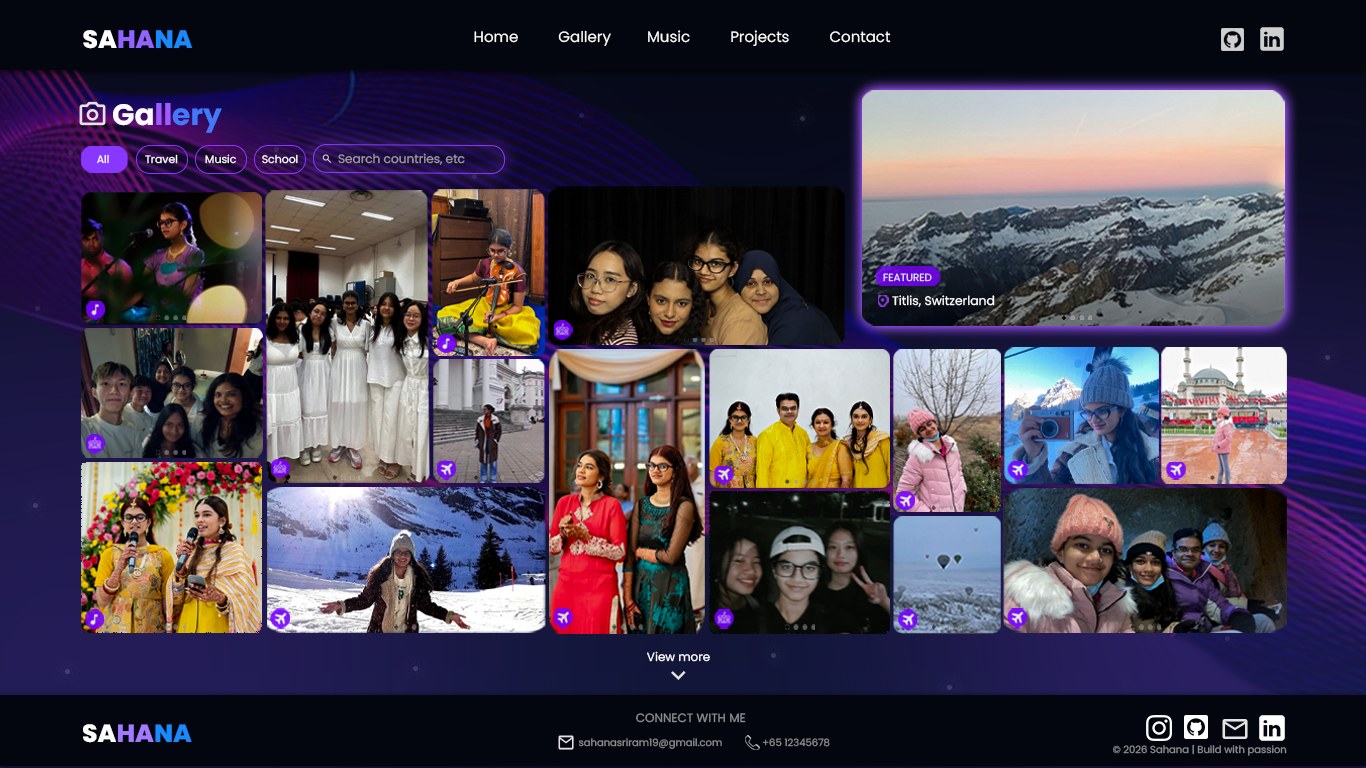 SAHANA
Home Gallery Music Projects Contact
Gallery
All Travel Music School Search countries, etc
FEATURED
Titlis, Switzerland
View more
SAHANA
CONNECT WITH ME
sahanasriram19@gmail.com +65 12345678
© 2026 Sahana | Build with passion